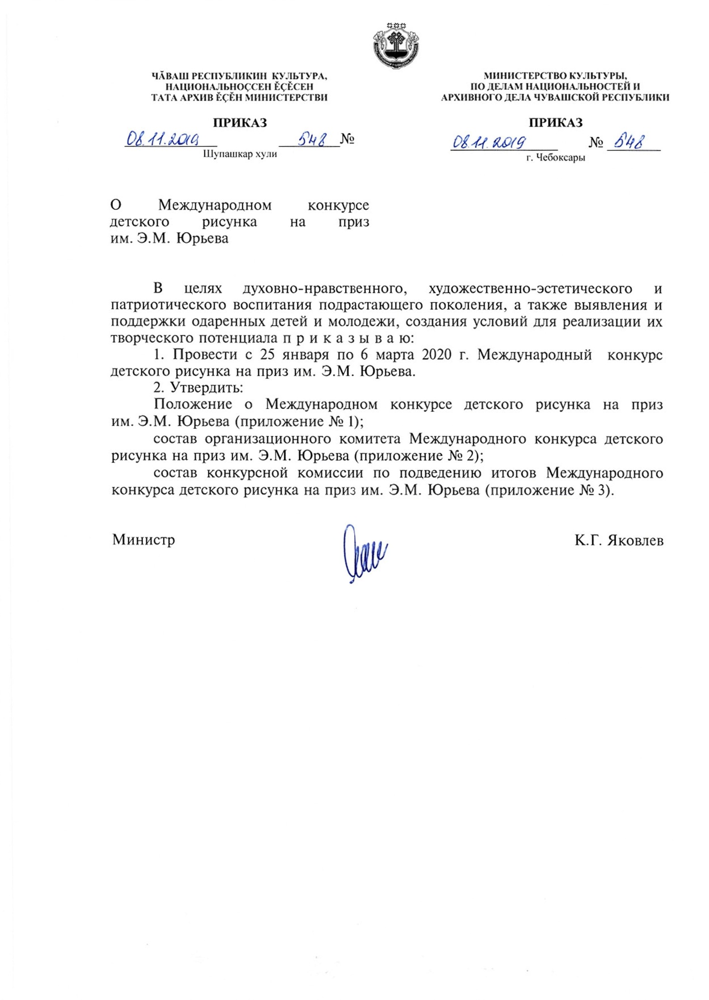 ЧӐВАШ РЕСПУБЛИКИН КУЛЬТУРА,
НАЦИОНАЛЬНОҪСЕН ӖҪӖСЕН
ТАТА АРХИВ ӖҪӖН МИНИСТЕРСТВИ
ПРИКАЗ
08.11.2019 548 №
Шупашкар хули
МИНИСТЕРСТВО КУЛЬТУРЫ,
ПО ДЕЛАМ НАЦИОНАЛЬНОСТЕЙ И
АРХИВНОГО ДЕЛА ЧУВАШСКОЙ РЕСПУБЛИКИ
ПРИКАЗ
08.11.2019 № 548
г. Чебоксары
О Международном конкурсе
детского рисунка на приз
им. Э.М. Юрьева
В целях духовно-нравственного, художественно-эстетического и
патриотического воспитания подрастающего поколения, а также выявления и
поддержки одаренных детей и молодежи, создания условий для реализации их
творческого потенциала п р и к а з ы в а ю:
1. Провести с 25 января по 6 марта 2020 г. Международный конкурс
детского рисунка на приз им. Э.М. Юрьева.
2. Утвердить:
Положение о Международном конкурсе детского рисунка на приз
им. Э.М. Юрьева (приложение № 1);
состав организационного комитета Международного конкурса детского
рисунка на приз им. Э.М. Юрьева (приложение № 2);
состав конкурсной комиссии по подведению итогов Международного
конкурса детского рисунка на приз им. Э.М. Юрьева (приложение № 3).
Министр К.Г. Яковлев